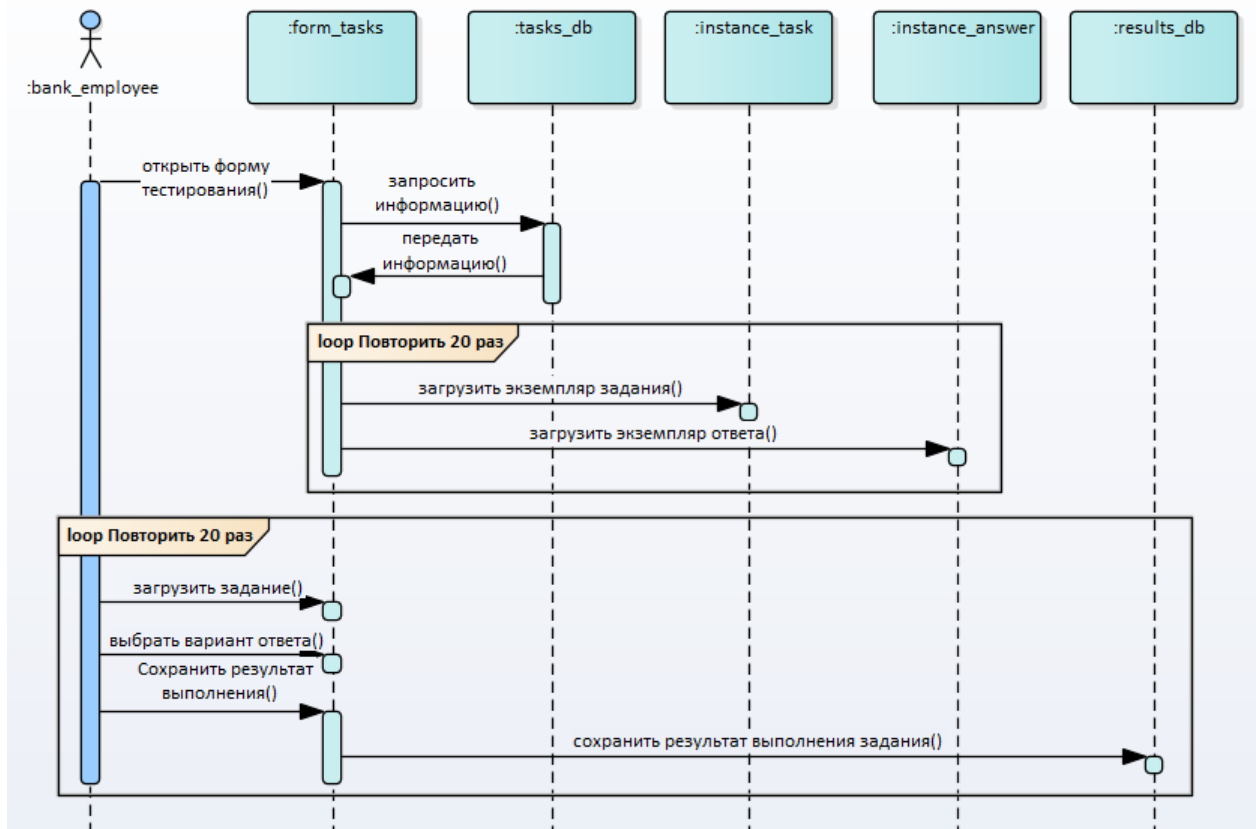 :bank_employee
:form_tasks
:tasks_db
:instance_task
:instance_answer
:results_db
открыть форму
тестирования()
запросить
информацию()
передать
информацию()
loop Повторить 20 раз
загрузить экземпляр задания()
загрузить экземпляр ответа()
loop Повторить 20 раз
загрузить задание()
выбрать вариант ответа()
Сохранить результат
выполнения()
сохранить результат выполнения задания()